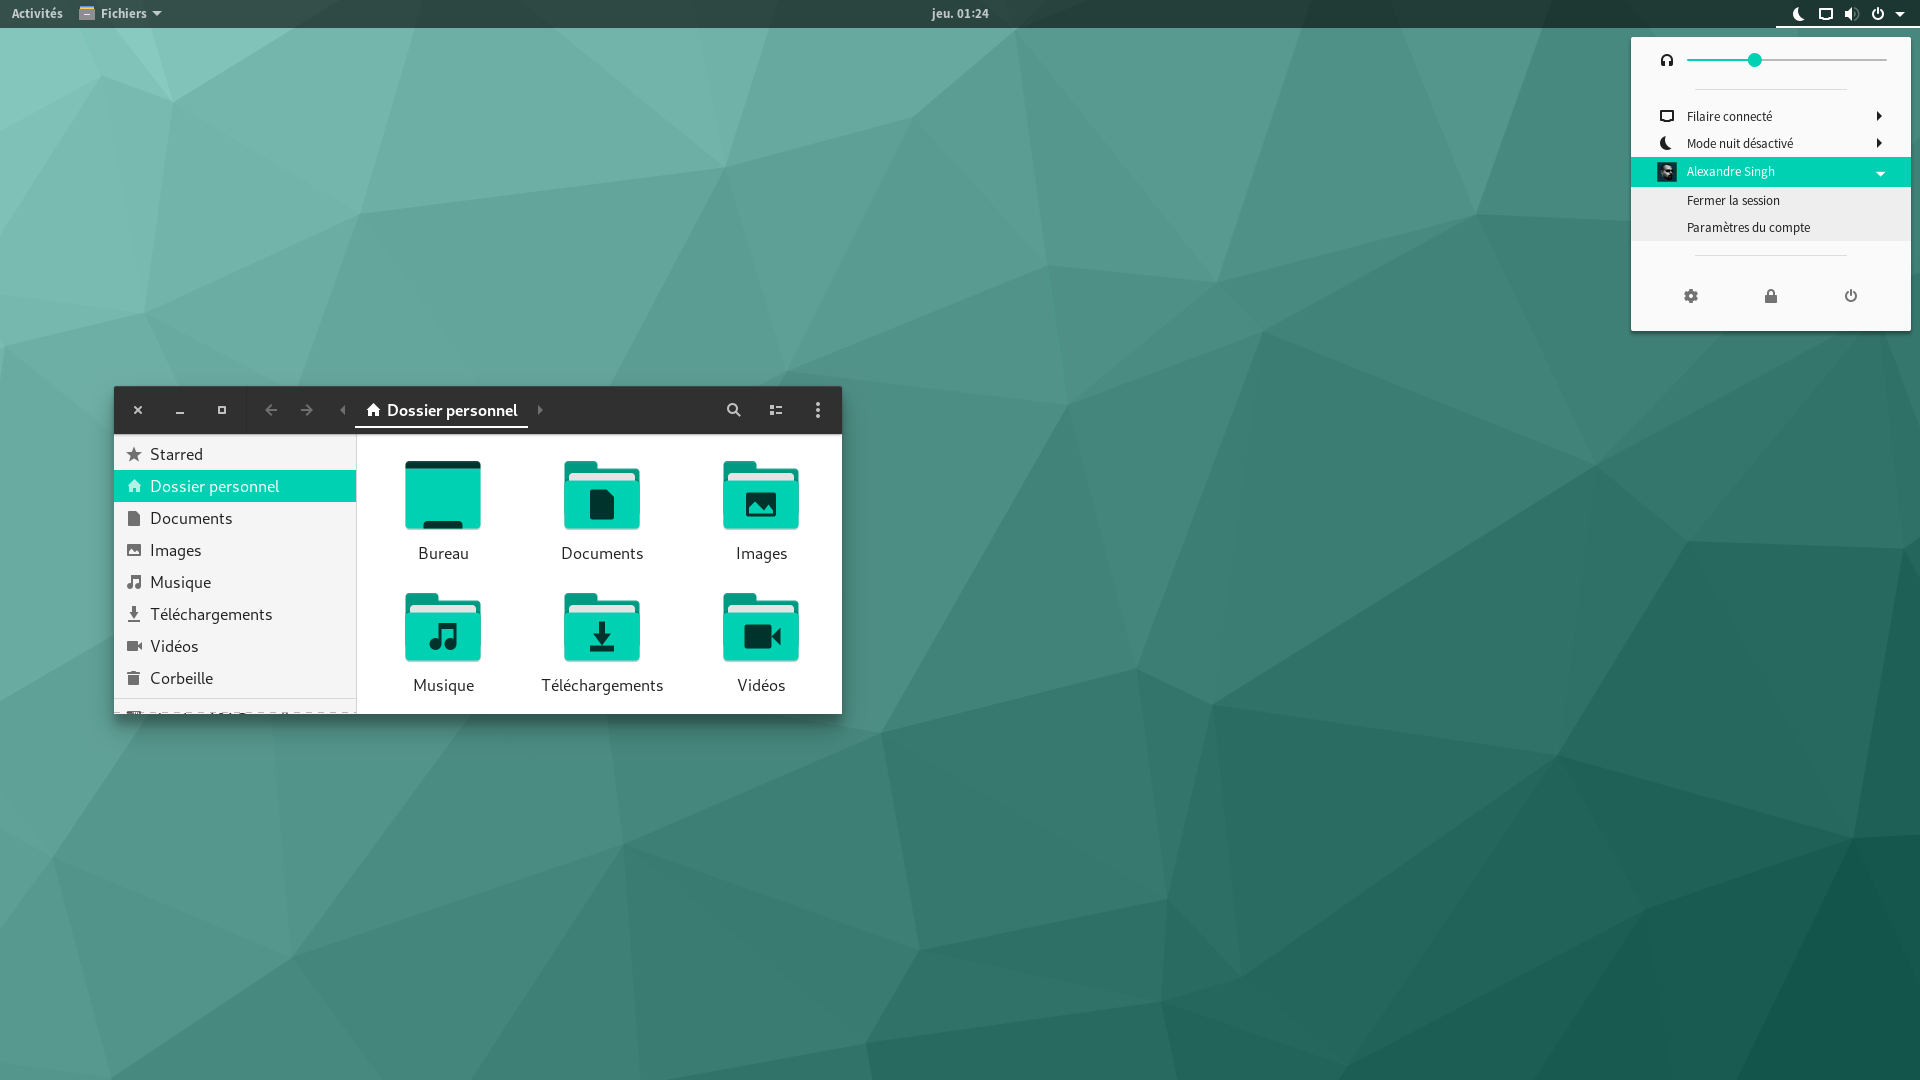 Activités
Fichiers
jeu. 01:24
Filaire connecté
Mode nuit désactivé
Alexandre Singh
Fermer la session
Paramètres du compte
Dossier personnel
Starred
Dossier personnel
Documents
Images
Musique
Téléchargements
Vidéos
Corbeille
Bureau
Documents
Images
Musique
Téléchargements
Vidéos